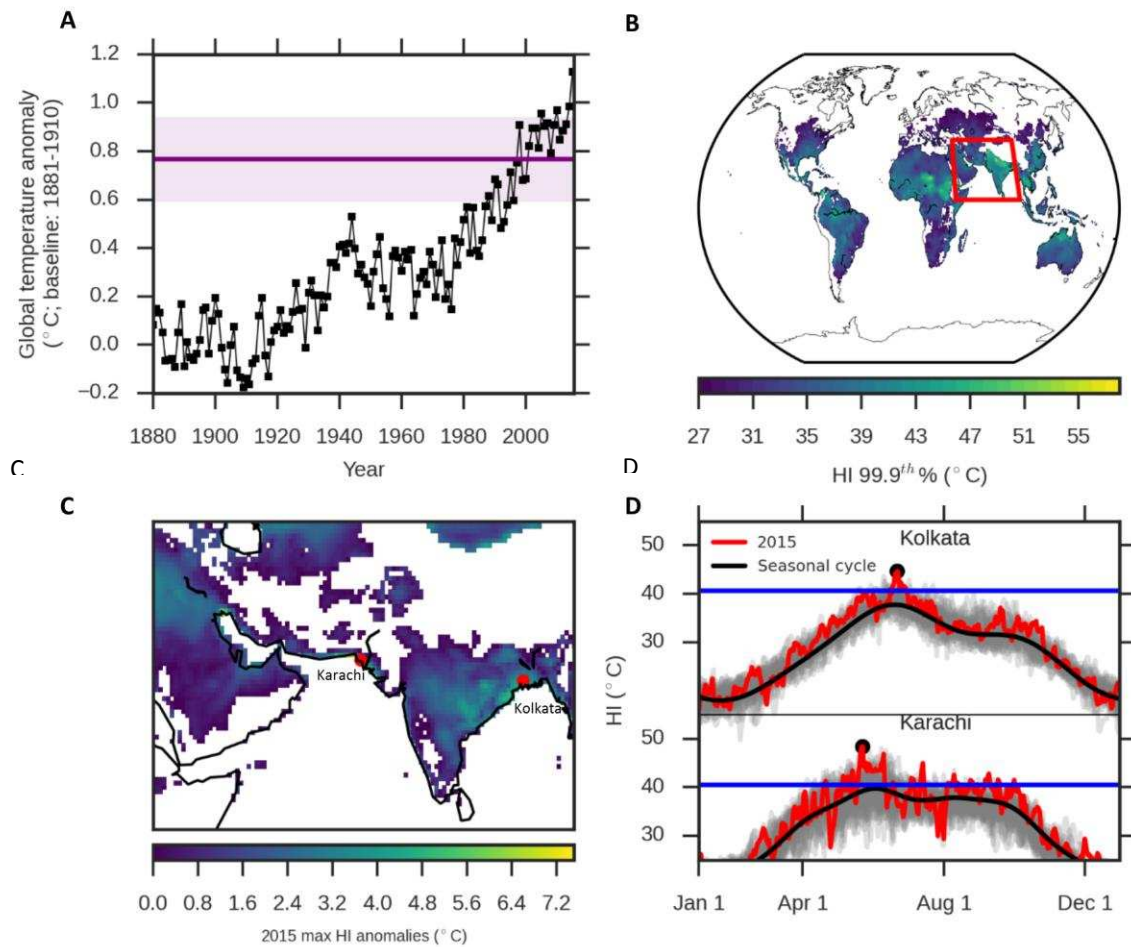 A
Global temperature anomaly
(°C; baseline: 1881-1910)
1.2
1.0
0.8
0.6
0.4
0.2
0.0
−0.2
1880 1900 1920 1940 1960 1980 2000
Year
B
27 31 35 39 43 47 51 55
HI 99.9th % (°C)
C
C
Karachi
Kolkata
0.0 0.8 1.6 2.4 3.2 4.0 4.8 5.6 6.4 7.2
2015 max HI anomalies (°C)
D
D
HI (°C)
2015
Seasonal cycle
Kolkata
50
40
30
Karachi
50
40
30
Jan 1 Apr 1 Aug 1 Dec 1